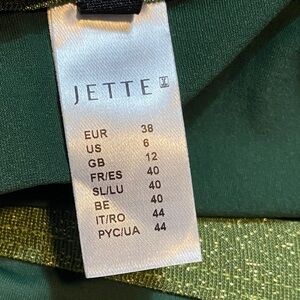 JETTE
EUR 38
US 6
GB 12
FR/ES 40
SL/LU 40
BE 40
IT/RO 44
РУС/UA 44